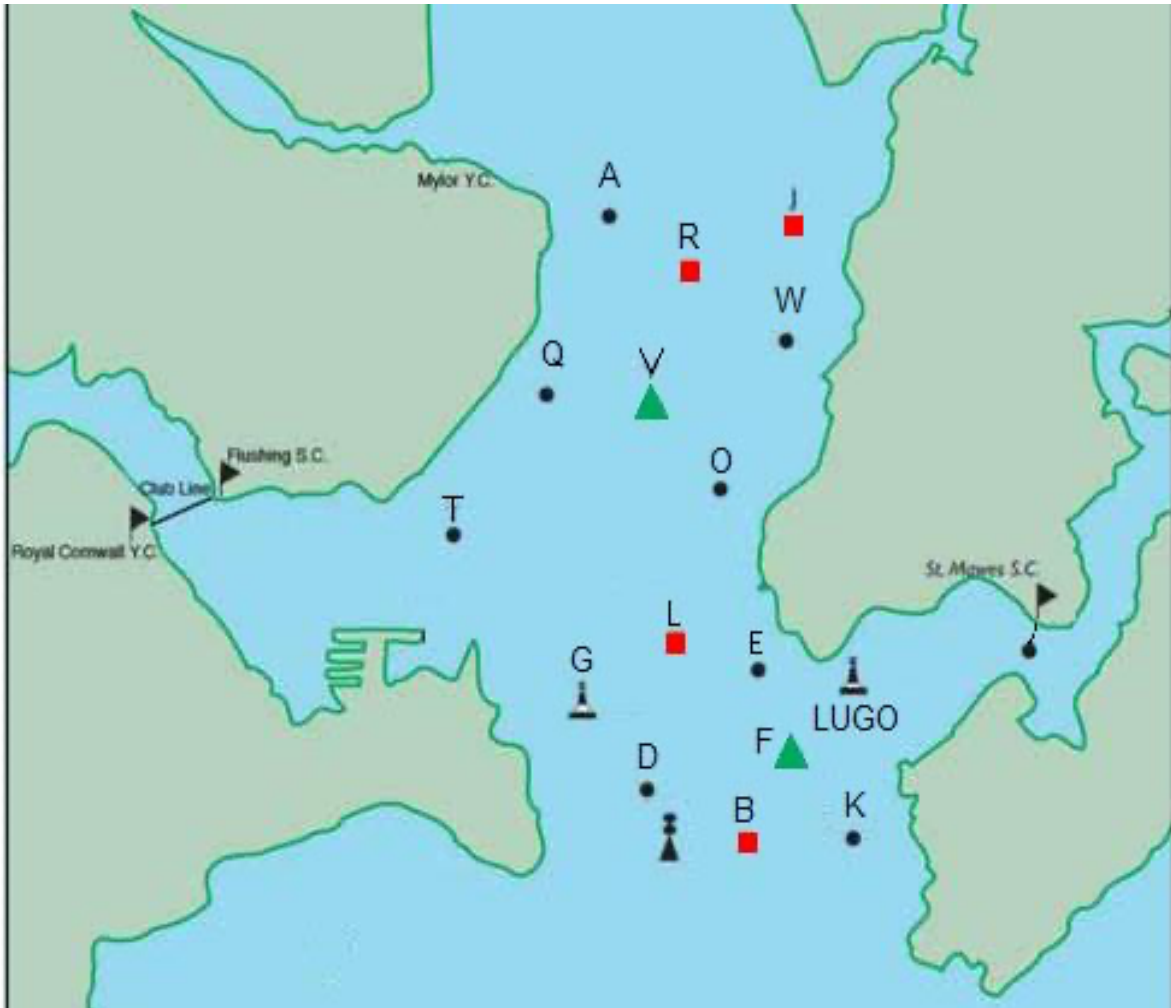 A
Mylor Y.C.
J
R
W
Q
V
Flushing S.C.
O
Club Line
T
Royal Cornwall Y.C.
St. Mawes S.C.
L
E
G
LUGO
F
D
B
K